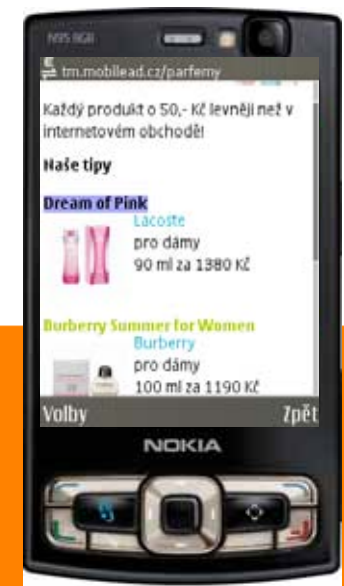 N95 8GB
tm.mobilead.cz/parfemy
Každý produkt o 50,- Kč levněji než v
internetovém obchodě!
Naše tipy
Dream of Pink
Lacoste
pro dámy
90 ml za 1380 Kč
Burberry Summer for Women
Burberry
pro dámy
100 ml za 1190 Kč
Volby Zpět
NOKIA